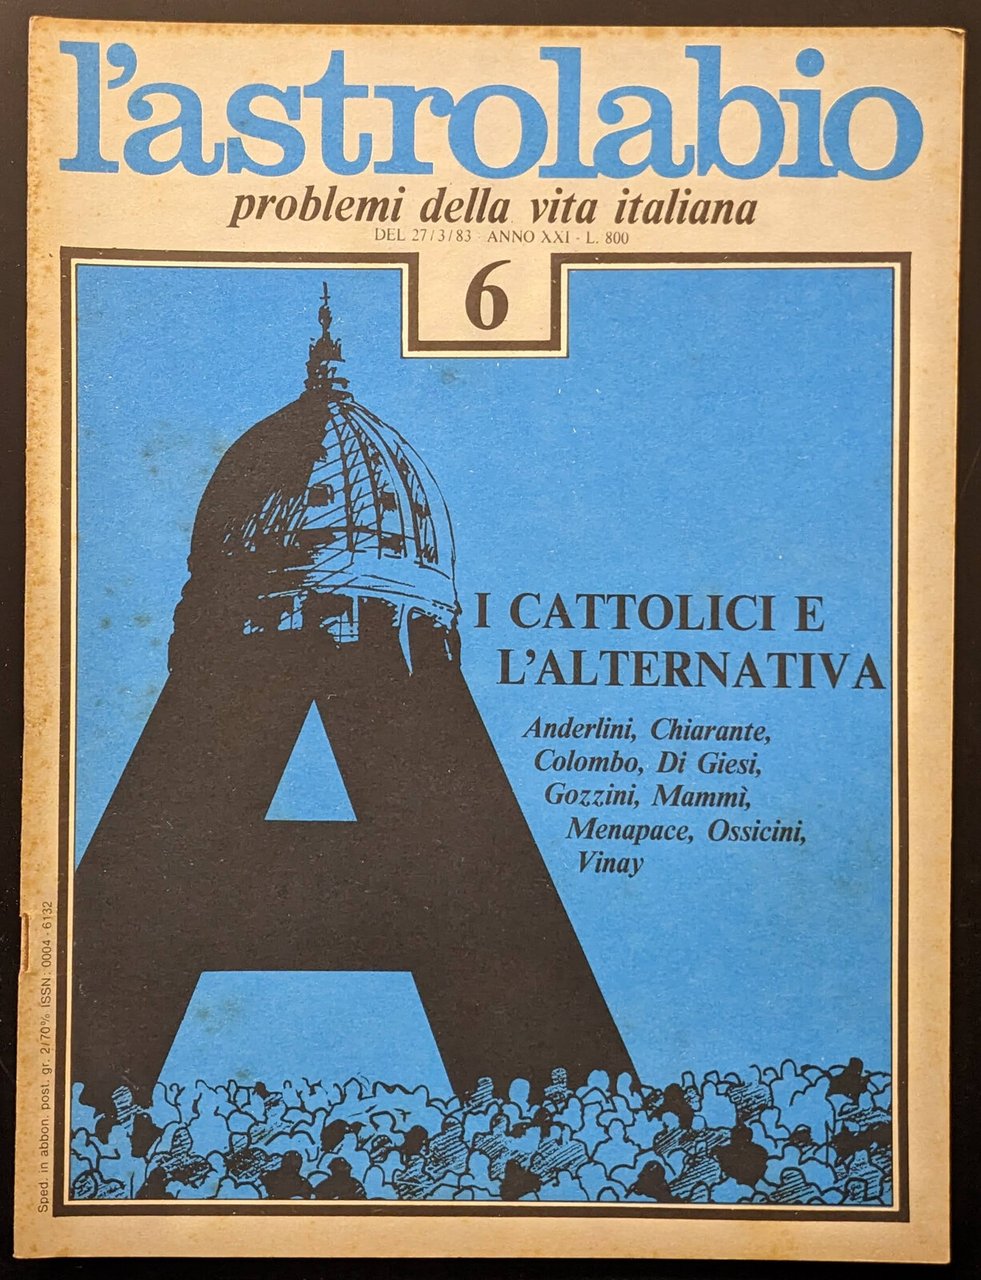 l'astrolabio
problemi della vita italiana
DEL 27/3/83 - ANNO XXI - L. 800
6
I CATTOLICI E
L'ALTERNATIVA
Anderlini, Chiarante,
Colombo, Di Giesi,
Gozzini, Mammì,
Menapace, Ossicini,
Vinay
Sped. in abbon. post. gr. 2/70% ISSN: 0004 - 6132